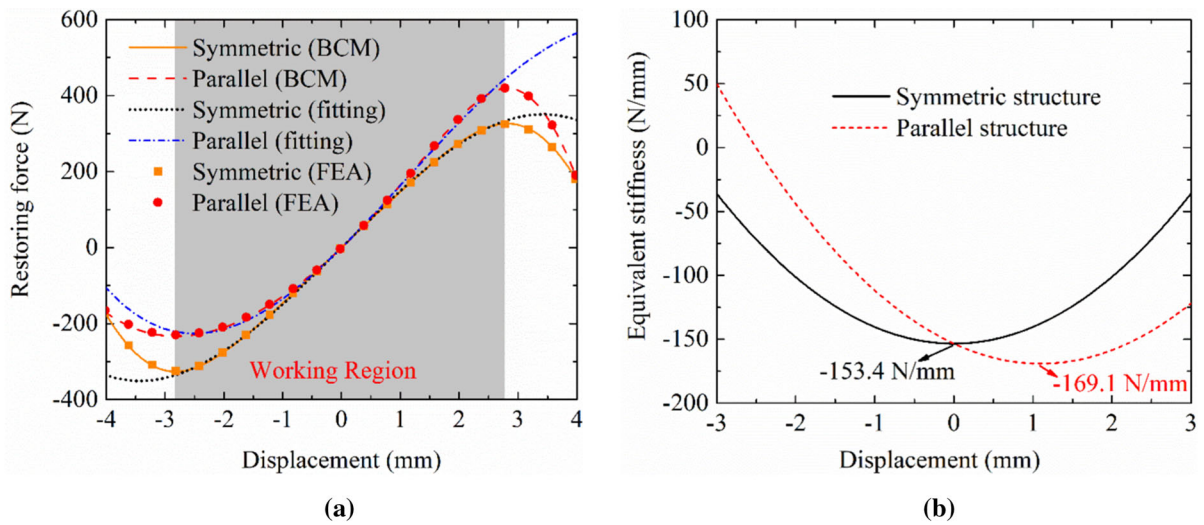 600
400
200
0
-200
-400
Restoring force (N)
Symmetric (BCM)
Parallel (BCM)
Symmetric (fitting)
Parallel (fitting)
Symmetric (FEA)
Parallel (FEA)
Working Region
-4 -3 -2 -1 0 1 2 3 4
Displacement (mm)
(a)
100
50
0
-50
-100
-150
-200
Equivalent stiffness (N/mm)
Symmetric structure
Parallel structure
-153.4 N/mm
-169.1 N/mm
-3 -2 -1 0 1 2 3
Displacement (mm)
(b)